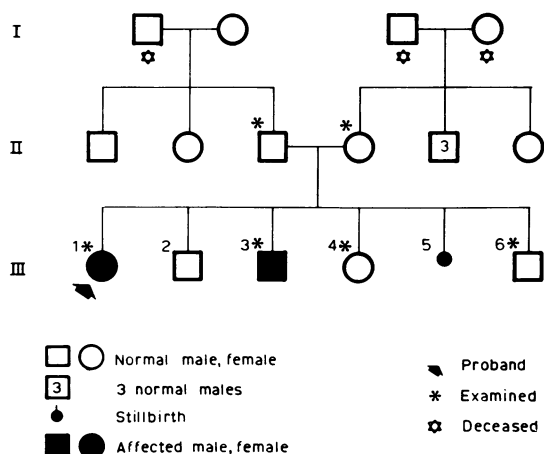 I
II
3
1* 2 3* 4* 5 6*
III
Normal male, female
3 3 normal males
Stillbirth
Affected male, female
Proband
* Examined
Deceased